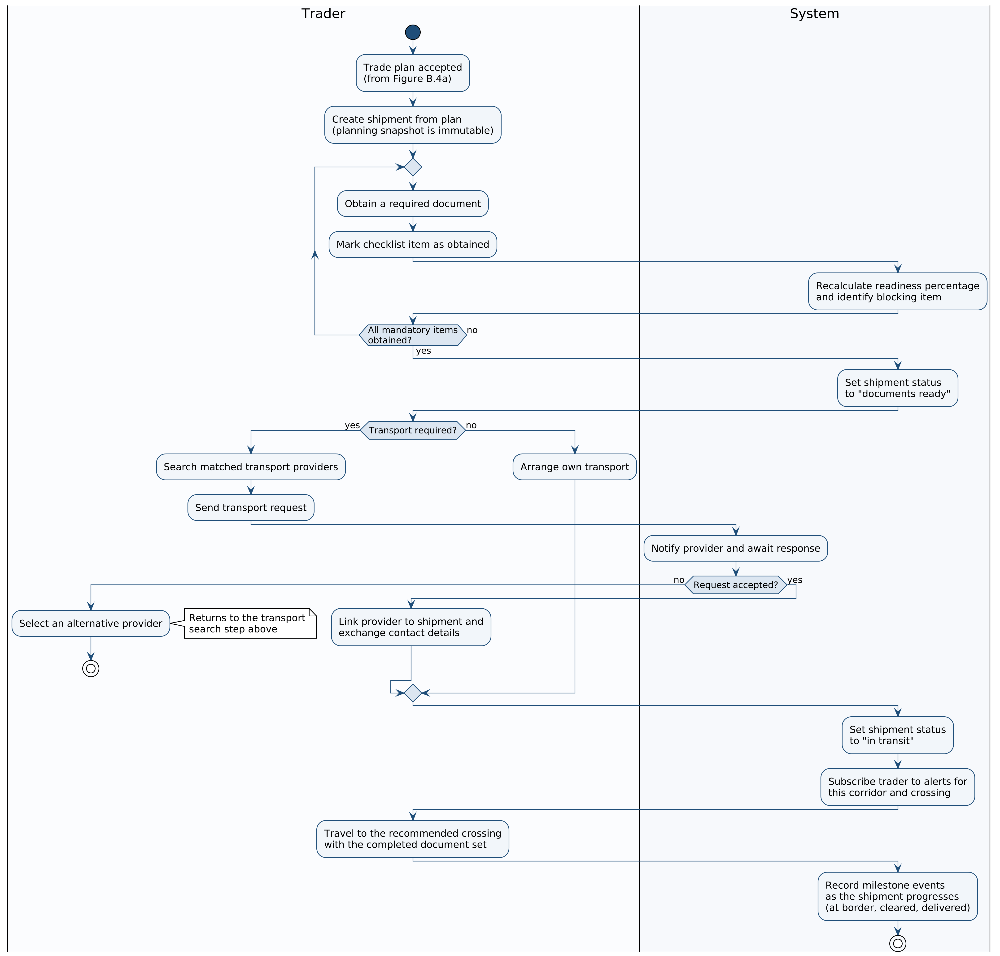 Trader
System
Trade plan accepted
(from Figure B.4a)
Create shipment from plan
(planning snapshot is immutable)
Obtain a required document
Mark checklist item as obtained
Recalculate readiness percentage
and identify blocking item
All mandatory items
obtained?
no
yes
Set shipment status
to "documents ready"
yes
Transport required?
no
Search matched transport providers
Arrange own transport
Send transport request
Notify provider and await response
no
Request accepted?
yes
Select an alternative provider
Returns to the transport
search step above
Link provider to shipment and
exchange contact details
Set shipment status
to "in transit"
Subscribe trader to alerts for
this corridor and crossing
Travel to the recommended crossing
with the completed document set
Record milestone events
as the shipment progresses
(at border, cleared, delivered)